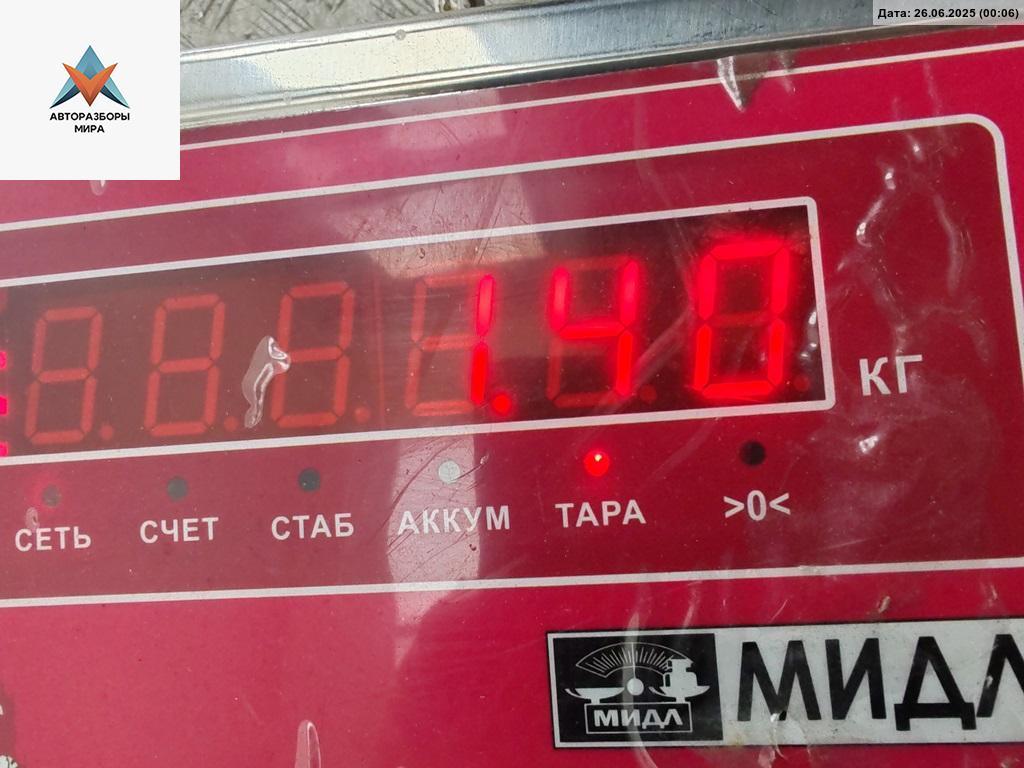 Дата: 26.06.2025 (00:06)
АВТОРАЗБОРЫ
МИРА
1.40
КГ
СЕТЬ СЧЕТ СТАБ АККУМ ТАРА >0<
МИДЛ МИДЛ